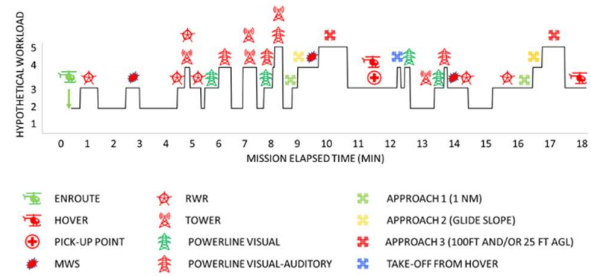 HYPOTHETICAL WORKLOAD
5
4
3
2
1
0 1 2 3 4 5 6 7 8 9 10 11 12 13 14 15 16 17 18
MISSION ELAPSED TIME (MIN)
ENROUTE
RWR
APPROACH 1 (1 NM)
HOVER
TOWER
APPROACH 2 (GLIDE SLOPE)
PICK-UP POINT
POWERLINE VISUAL
APPROACH 3 (100FT AND/OR 25 FT AGL)
MWS
POWERLINE VISUAL-AUDITORY
TAKE-OFF FROM HOVER